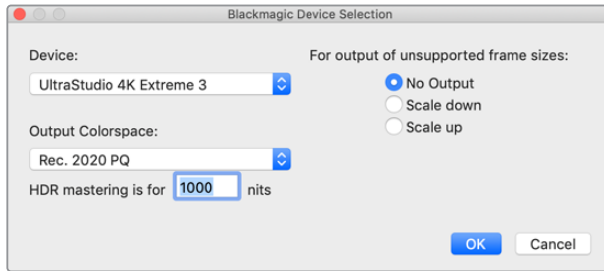 Blackmagic Device Selection
Device:
UltraStudio 4K Extreme 3
Output Colorspace:
Rec. 2020 PQ
HDR mastering is for 1000 nits
For output of unsupported frame sizes:
No Output
Scale down
Scale up
OK Cancel